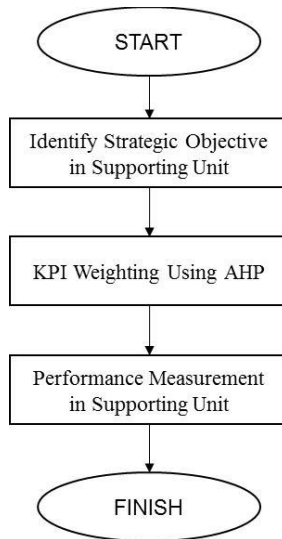 START
Identify Strategic Objective
in Supporting Unit
KPI Weighting Using AHP
Performance Measurement
in Supporting Unit
FINISH